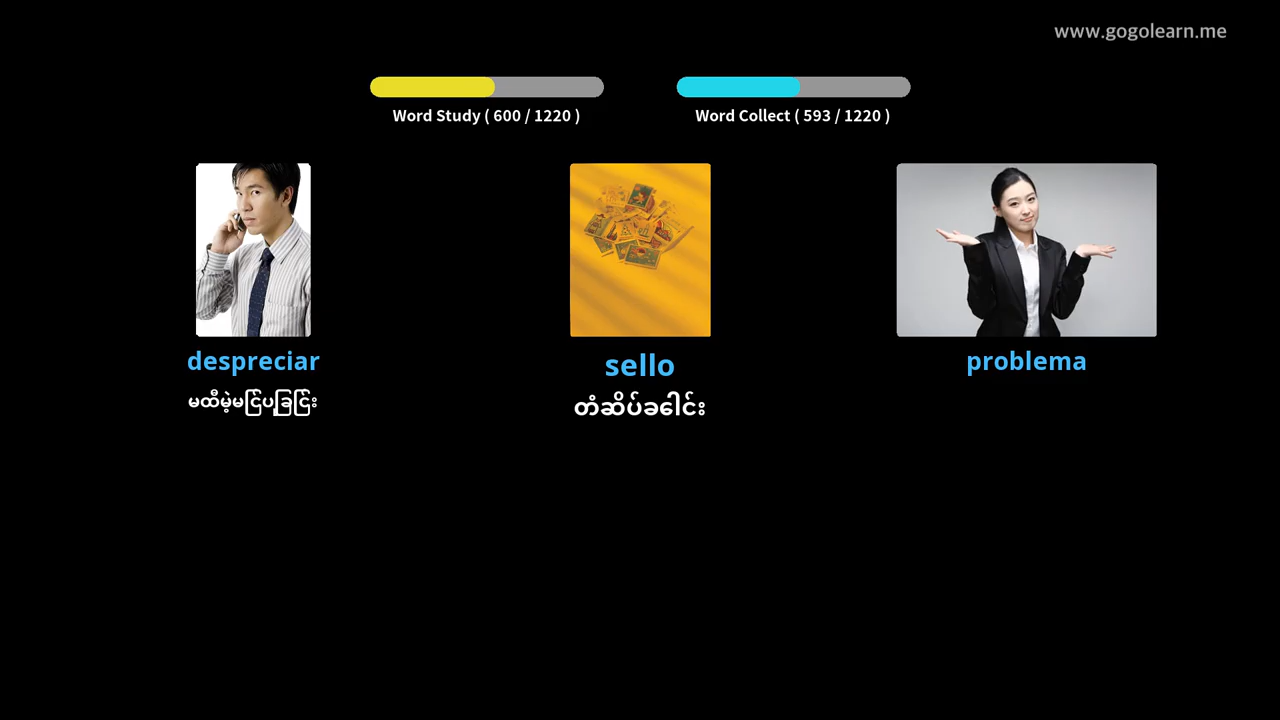 www.gogolearn.me
Word Study ( 600 / 1220 )
Word Collect ( 593 / 1220 )
despreciar
sello
problema
မထီမဲ့မြင်ပြုခြင်း
တံဆိပ်ခေါင်း